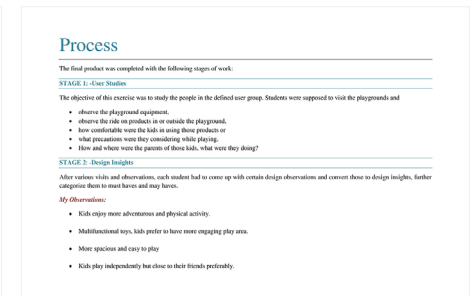 Process
The final product was completed with the following stages of work:
STAGE 1: -User Studies
The objective of this exercise was to study the people in the defined user group. Students were supposed to visit the playgrounds and
• observe the playground equipment,
• observe the ride on products in or outside the playground,
• how comfortable were the kids in using those products or
• what precautions were they considering while playing.
• How and where were the parents of those kids, what were they doing?
STAGE 2: -Design Insights
After various visits and observations, each student had to come up with certain design observations and convert those to design insights, further
categorize them to must haves and may haves.
My Observations:
• Kids enjoy more adventurous and physical activity.
• Multifunctional toys, kids prefer to have more engaging play area.
• More spacious and easy to play
• Kids play independently but close to their friends preferably.